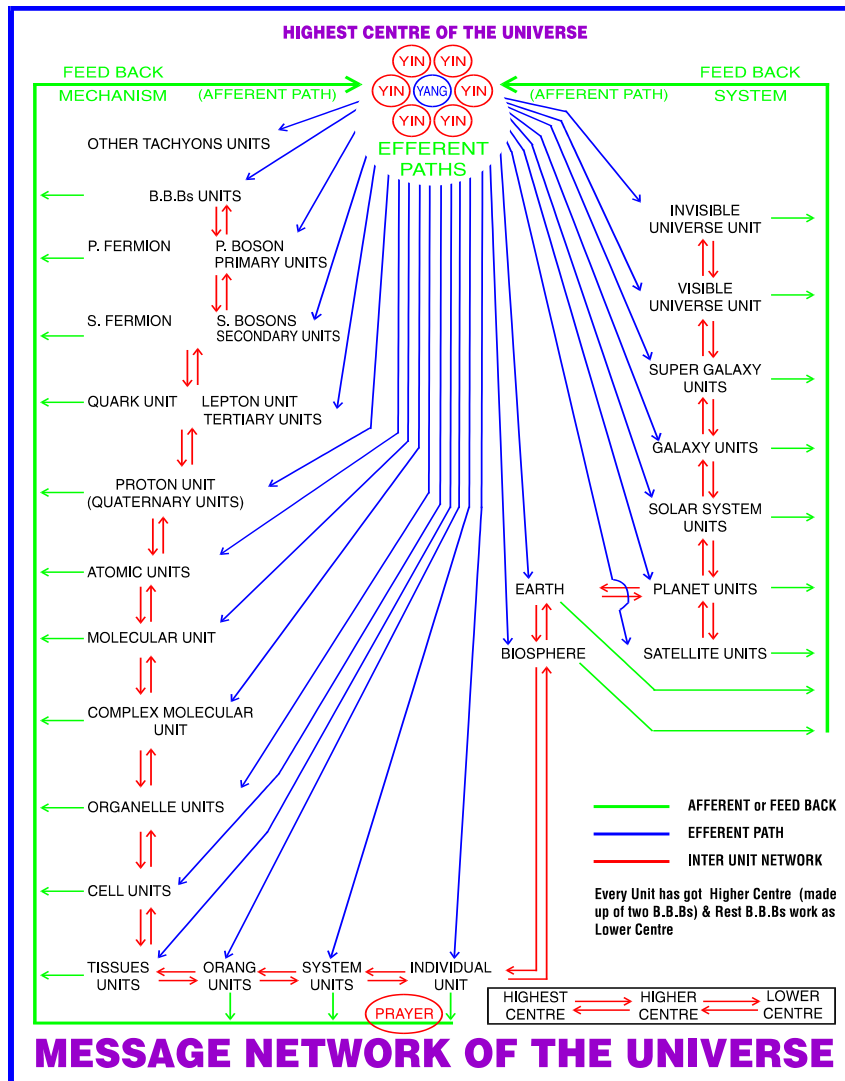 HIGHEST CENTRE OF THE UNIVERSE
YIN YIN
YIN YANG YIN
YIN YIN
FEED BACK
MECHANISM (AFFERENT PATH)
(AFFERENT PATH) FEED BACK
SYSTEM
EFFERENT
PATHS
OTHER TACHYONS UNITS
B.B.Bs UNITS
P. FERMION P. BOSON
PRIMARY UNITS
S. FERMION S. BOSONS
SECONDARY UNITS
QUARK UNIT LEPTON UNIT
TERTIARY UNITS
PROTON UNIT
(QUATERNARY UNITS)
ATOMIC UNITS
MOLECULAR UNIT
COMPLEX MOLECULAR
UNIT
ORGANELLE UNITS
CELL UNITS
TISSUES
UNITS
ORANG
UNITS
SYSTEM
UNITS
INDIVIDUAL
UNIT
PRAYER
INVISIBLE
UNIVERSE UNIT
VISIBLE
UNIVERSE UNIT
SUPER GALAXY
UNITS
GALAXY UNITS
SOLAR SYSTEM
UNITS
EARTH PLANET UNITS
BIOSPHERE SATELLITE UNITS
AFFERENT or FEED BACK
EFFERENT PATH
INTER UNIT NETWORK
Every Unit has got Higher Centre (made
up of two B.B.Bs) & Rest B.B.Bs work as
Lower Centre
HIGHEST
CENTRE
HIGHER
CENTRE
LOWER
CENTRE
MESSAGE NETWORK OF THE UNIVERSE